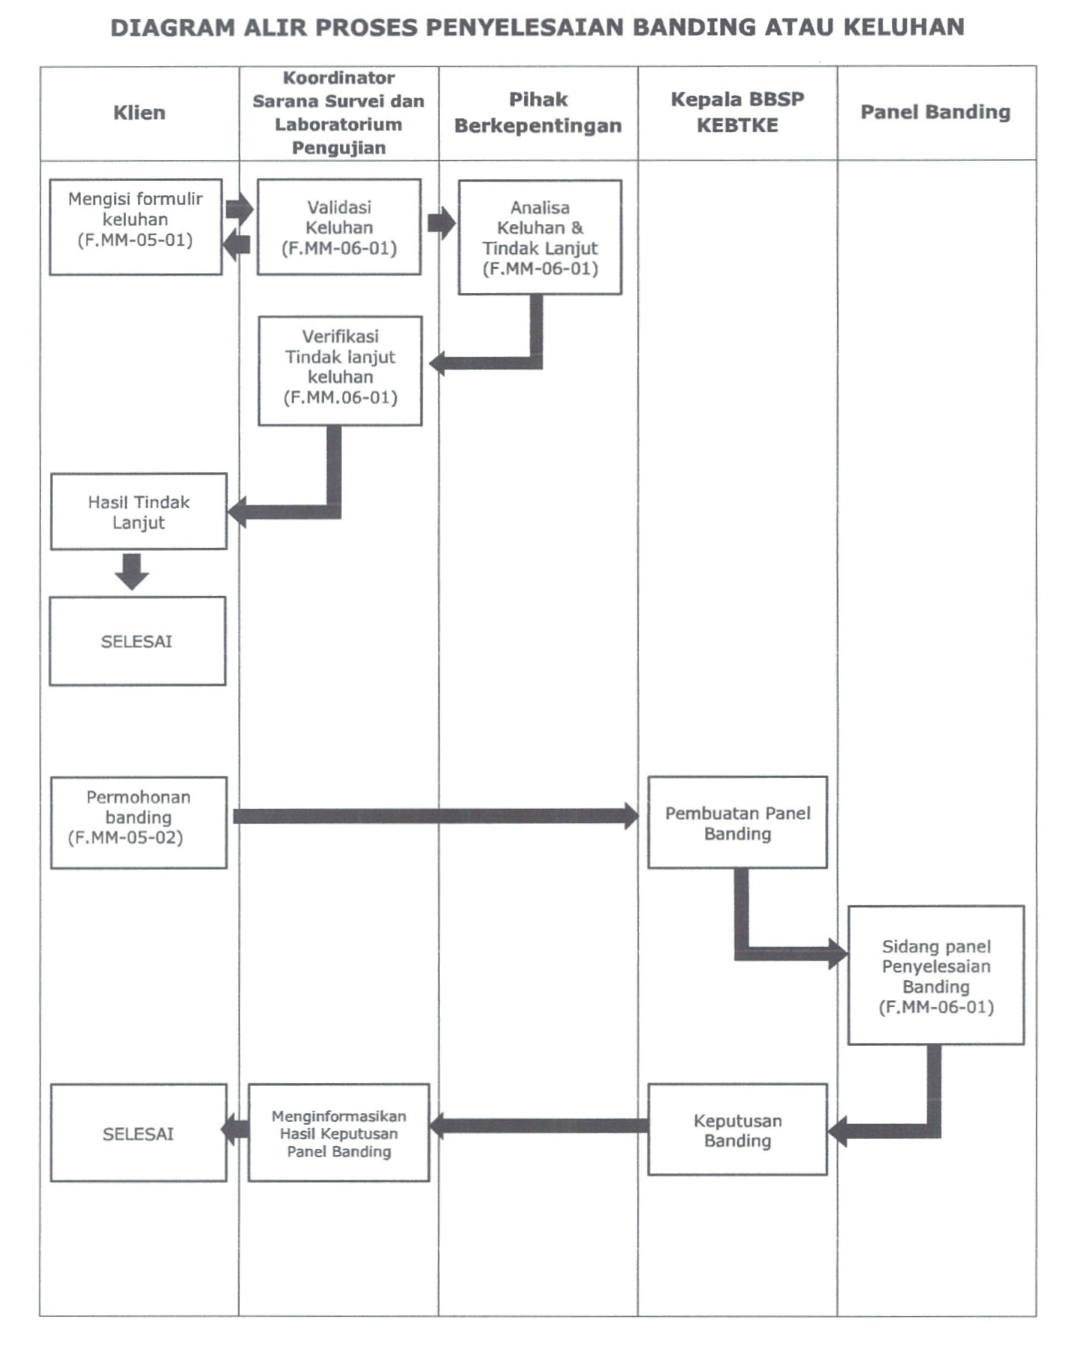 DIAGRAM ALIR PROSES PENYELESAIAN BANDING ATAU KELUHAN
Klien
Koordinator
Sarana Survei dan
Laboratorium
Pengujian
Pihak
Berkepentingan
Kepala BBSP
KEBTKE
Panel Banding
Mengisi formulir
keluhan
(F.MM-05-01)
Validasi
Keluhan
(F.MM-06-01)
Analisa
Keluhan &
Tindak Lanjut
(F.MM-06-01)
Verifikasi
Tindak lanjut
keluhan
(F.MM.06-01)
Hasil Tindak
Lanjut
SELESAI
Permohonan
banding
(F.MM-05-02)
Pembuatan Panel
Banding
Sidang panel
Penyelesaian
Banding
(F.MM-06-01)
Keputusan
Banding
Menginformasikan
Hasil Keputusan
Panel Banding
SELESAI